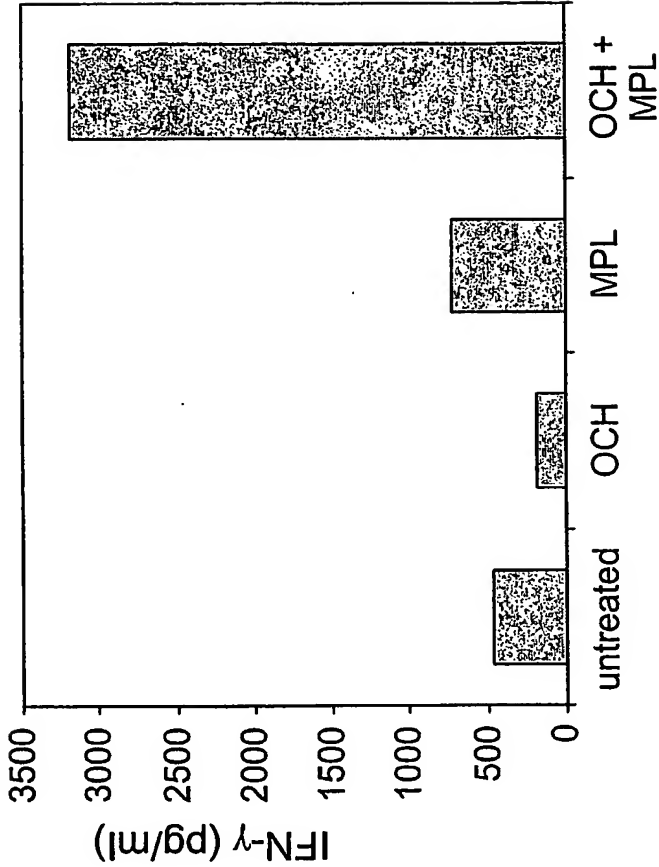 IFN-γ (pg/ml)
3500
3000
2500
2000
1500
1000
500
0
untreated
OCH
MPL
OCH +
MPL